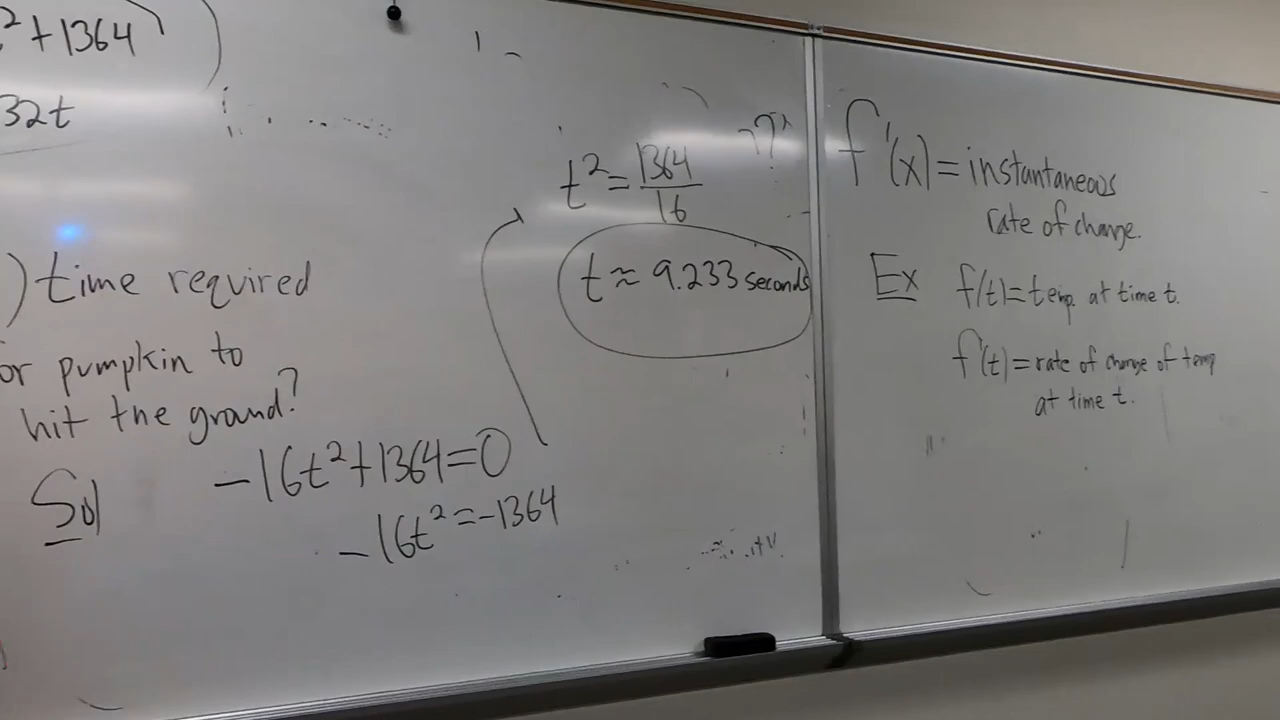 ² + 1364
32t
) time required
or pumpkin to
hit the ground?
Sol
-16t² + 1364 = 0
-16t² = -1364
t² = 1364/16
t ≈ 9.233 seconds
f'(x) = instantaneous
rate of change.
Ex f(t) = temp. at time t.
f'(t) = rate of change of temp
at time t.